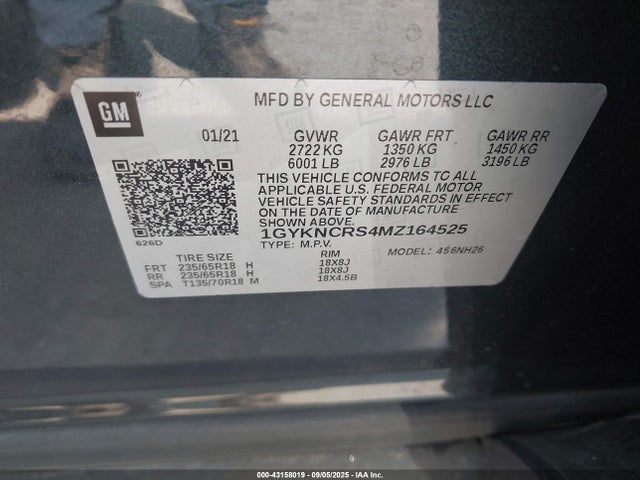 GM
MFD BY GENERAL MOTORS LLC
01/21 GVWR GAWR FRT GAWR RR
2722 KG 1350 KG 1450 KG
6001 LB 2976 LB 3196 LB
THIS VEHICLE CONFORMS TO ALL
APPLICABLE U.S. FEDERAL MOTOR
VEHICLE SAFETY STANDARDS IN
EFFECT ON THE DATE OF MANUFACTURE
SHOWN ABOVE.
1GYKNCRS4MZ164525
626D
TYPE: M.P.V. MODEL: 4S6NH26
TIRE SIZE RIM
FRT 235/65R18 H 18X8J
RR 235/65R18 H 18X8J
SPA T135/70R18 M 18X4.5B
000-43158019 - 09/05/2025 - IAA Inc.